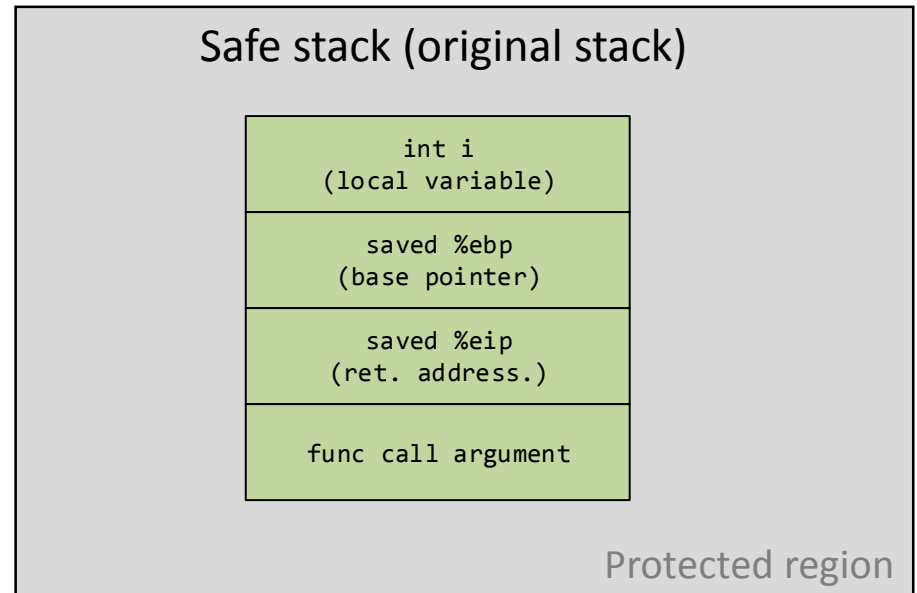 Safe stack (original stack)
int i
(local variable)
saved %ebp
(base pointer)
saved %eip
(ret. address.)
func call argument
Protected region